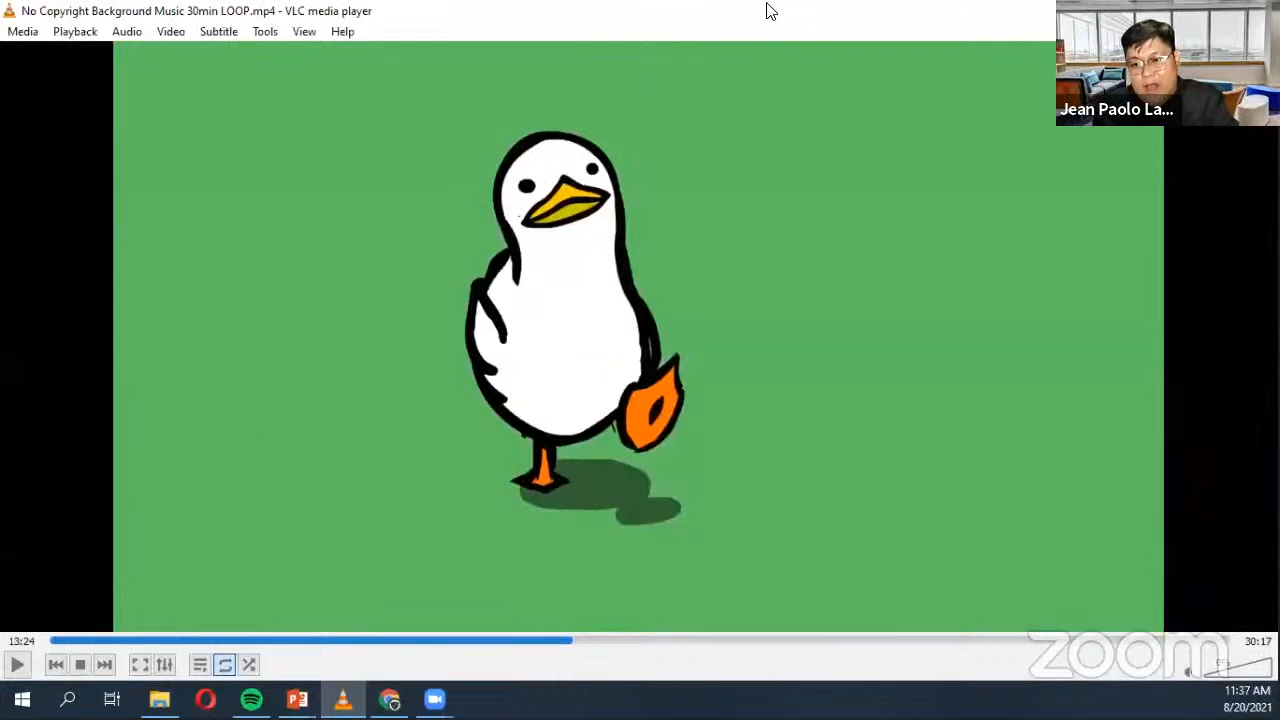 No Copyright Background Music 30min LOOP.mp4 - VLC media player
Media Playback Audio Video Subtitle Tools View Help
Jean Paolo La...
13:24
30:17
zoom
0%
11:37 AM
8/20/2021